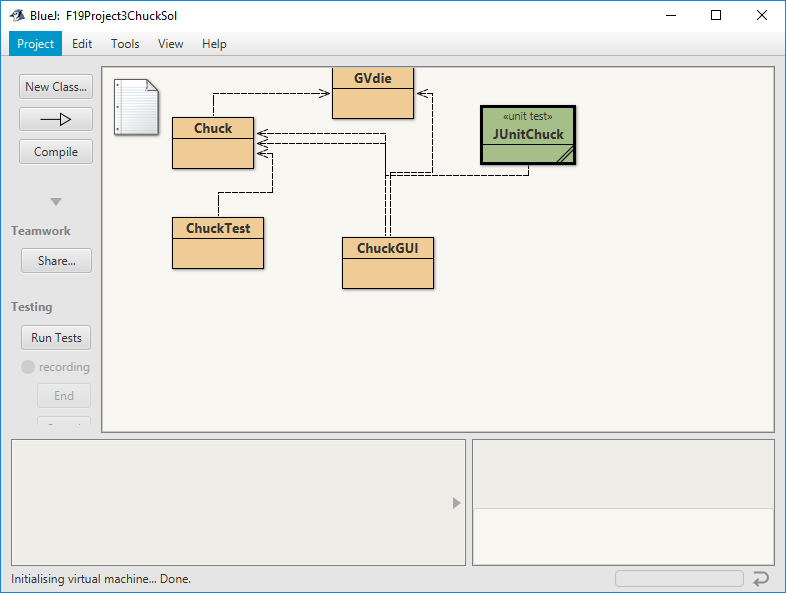 BlueJ: F19Project3ChuckSol
Project Edit Tools View Help
New Class...
Compile
Teamwork
Share...
Testing
Run Tests
recording
End
GVdie
Chuck
«unit test»
JUnitChuck
ChuckTest
ChuckGUI
Initialising virtual machine... Done.